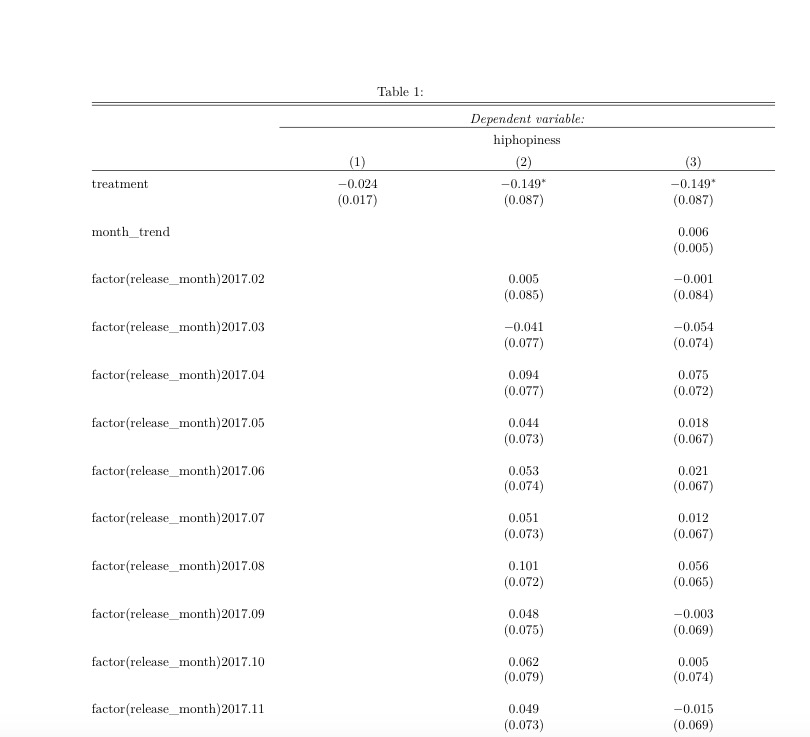 Table 1:
Dependent variable:
hiphopiness
(1) (2) (3)
treatment −0.024 −0.149* −0.149*
(0.017) (0.087) (0.087)
month_trend 0.006
(0.005)
factor(release_month)2017.02 0.005 −0.001
(0.085) (0.084)
factor(release_month)2017.03 −0.041 −0.054
(0.077) (0.074)
factor(release_month)2017.04 0.094 0.075
(0.077) (0.072)
factor(release_month)2017.05 0.044 0.018
(0.073) (0.067)
factor(release_month)2017.06 0.053 0.021
(0.074) (0.067)
factor(release_month)2017.07 0.051 0.012
(0.073) (0.067)
factor(release_month)2017.08 0.101 0.056
(0.072) (0.065)
factor(release_month)2017.09 0.048 −0.003
(0.075) (0.069)
factor(release_month)2017.10 0.062 0.005
(0.079) (0.074)
factor(release_month)2017.11 0.049 −0.015
(0.073) (0.069)